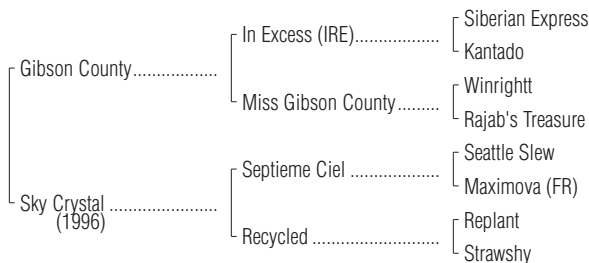 Siberian Express
In Excess (IRE)..................
Kantado
Gibson County..................
Winrightt
Miss Gibson County.........
Rajab's Treasure
Seattle Slew
Septieme Ciel ...................
Maximova (FR)
Sky Crystal .......................
(1996)
Replant
Recycled ...........................
Strawshy